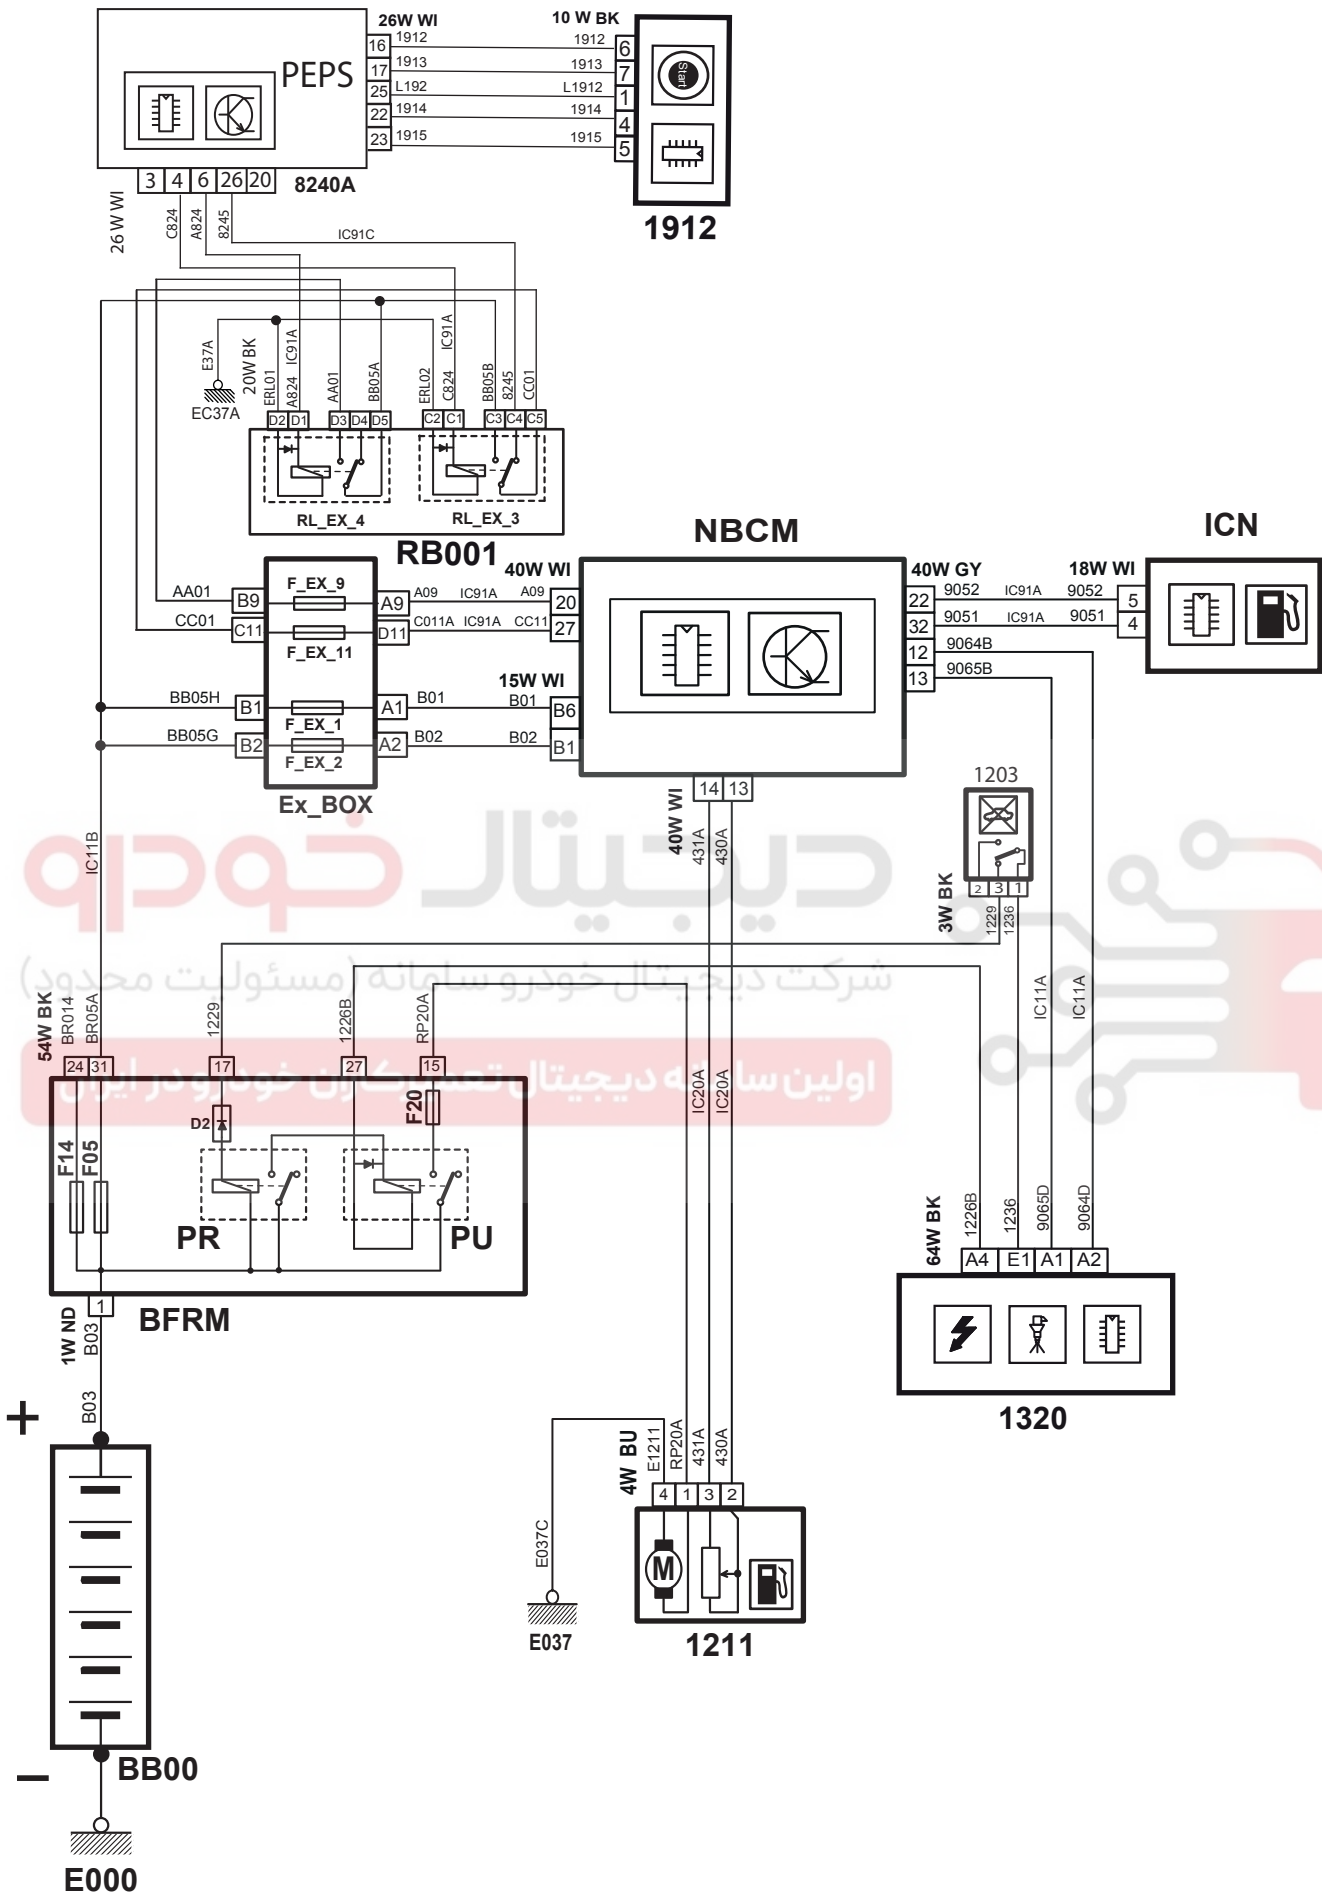 26W WI
10 W BK
PEPS
16 1912 1912 6
17 1913 1913 7
25 L192 L1912 1
22 1914 1914 4
23 1915 1915 5
Start
1912
3 4 6 26 20
8240A
26 W WI
C824
A824
8245
IC91C
E37A
EC37A
20W BK
ERL01
A824 IC91A
AA01
BB05A
ERL02
C824 IC91A
BB05B
8245
CC01
D2 D1 D3 D4 D5
C2 C1 C3 C4 C5
RL_EX_4
RL_EX_3
RB001
NBCM
ICN
40W WI
40W GY
18W WI
AA01 B9 F_EX_9 A9 A09 IC91A A09 20
CC01 C11 F_EX_11 D11 C011A IC91A CC11 27
15W WI
BB05H B1 F_EX_1 A1 B01 B01 B6
BB05G B2 F_EX_2 A2 B02 B02 B1
Ex_BOX
22 9052 IC91A 9052 5
32 9051 IC91A 9051 4
12 9064B
13 9065B
14 13
40W WI
431A
430A
1203
2 3 1
3W BK
1229
1236
IC11B
دیجیتال خودرو
شرکت دیجیتال خودرو سامانه (مسئولیت محدود)
اولین سامانه دیجیتال تعمیرکاران خودرو در ایران
54W BK
BR014
BR05A
1229
1226B
RP20A
24 31 17 27 15
F14
F05
D2
F20
PR
PU
BFRM
1
1W ND
B03
B03
IC20A
IC20A
IC11A
IC11A
64W BK
1226B
1236
9065D
9064D
A4 E1 A1 A2
1320
+
−
BB00
E000
4W BU
E1211
RP20A
431A
430A
4 1 3 2
M
E037C
E037
1211